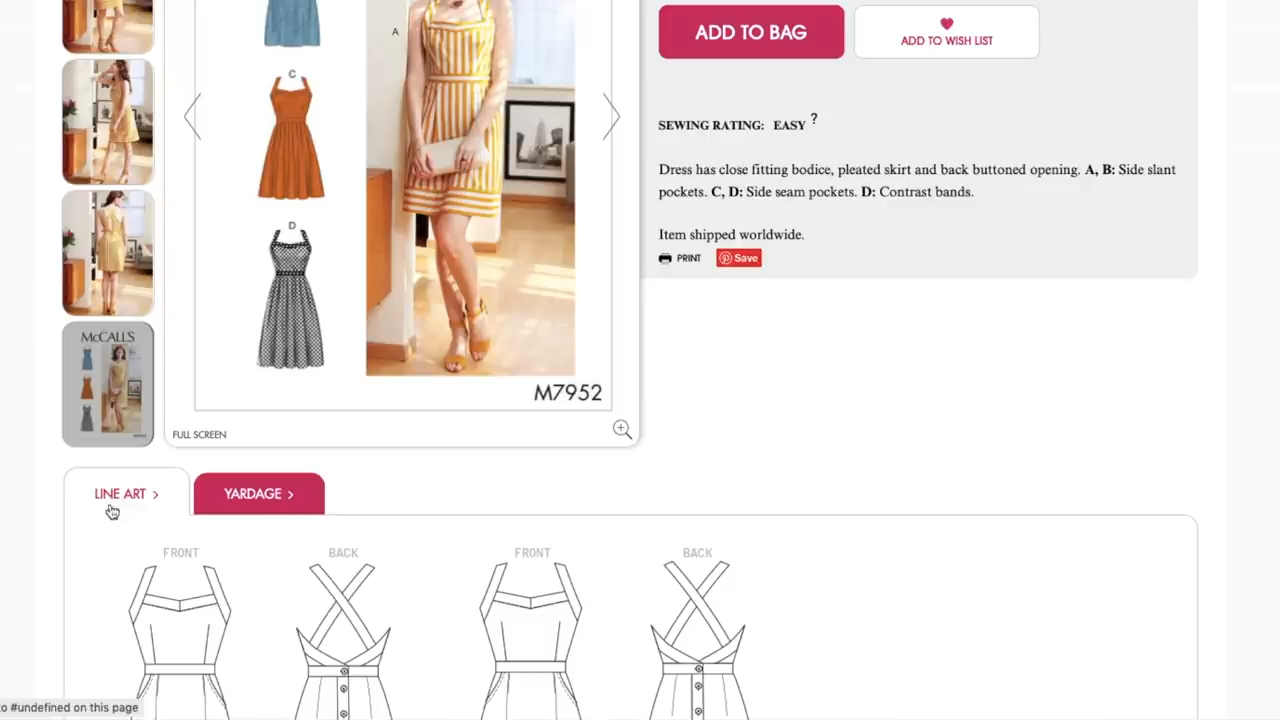 ADD TO BAG
ADD TO WISH LIST
A
C
SEWING RATING: EASY ?
Dress has close fitting bodice, pleated skirt and back buttoned opening. A, B: Side slant
pockets. C, D: Side seam pockets. D: Contrast bands.
D
Item shipped worldwide.
PRINT
Save
McCALL'S
M7952
FULL SCREEN
LINE ART >
YARDAGE >
FRONT
BACK
FRONT
BACK
to #undefined on this page